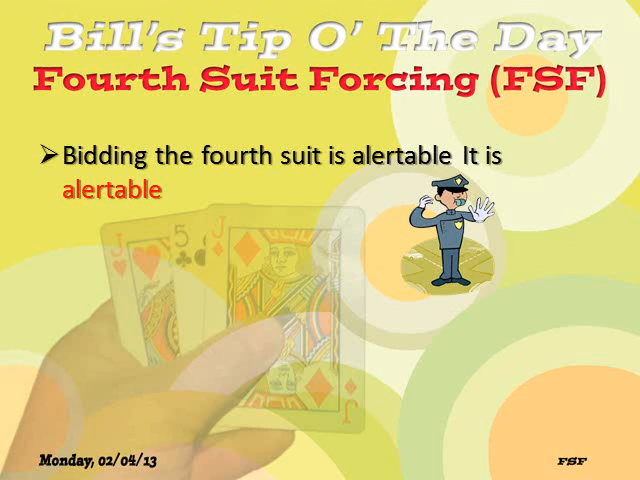 Bill's Tip O' The Day
Fourth Suit Forcing (FSF)
Bidding the fourth suit is alertable It is
alertable
J
5
J
J
Monday, 02/04/13
FSF